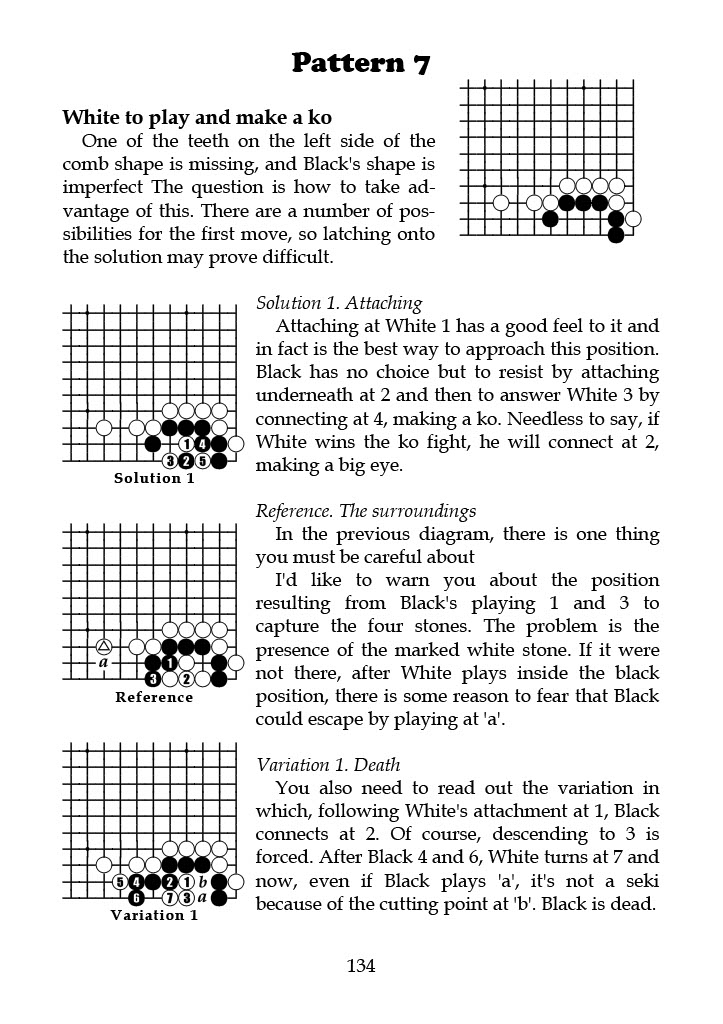 Pattern 7
White to play and make a ko
One of the teeth on the left side of the
comb shape is missing, and Black's shape is
imperfect The question is how to take ad-
vantage of this. There are a number of pos-
sibilities for the first move, so latching onto
the solution may prove difficult.
Solution 1. Attaching
Attaching at White 1 has a good feel to it and
in fact is the best way to approach this position.
Black has no choice but to resist by attaching
underneath at 2 and then to answer White 3 by
connecting at 4, making a ko. Needless to say, if
White wins the ko fight, he will connect at 2,
making a big eye.
1 4
3 2 5
Solution 1
Reference. The surroundings
In the previous diagram, there is one thing
you must be careful about
I'd like to warn you about the position
resulting from Black's playing 1 and 3 to
capture the four stones. The problem is the
presence of the marked white stone. If it were
not there, after White plays inside the black
position, there is some reason to fear that Black
could escape by playing at 'a'.
a 1
3 2
Reference
Variation 1. Death
You also need to read out the variation in
which, following White's attachment at 1, Black
connects at 2. Of course, descending to 3 is
forced. After Black 4 and 6, White turns at 7 and
now, even if Black plays 'a', it's not a seki
because of the cutting point at 'b'. Black is dead.
5 4 2 1 b
6 7 3 a
Variation 1
134